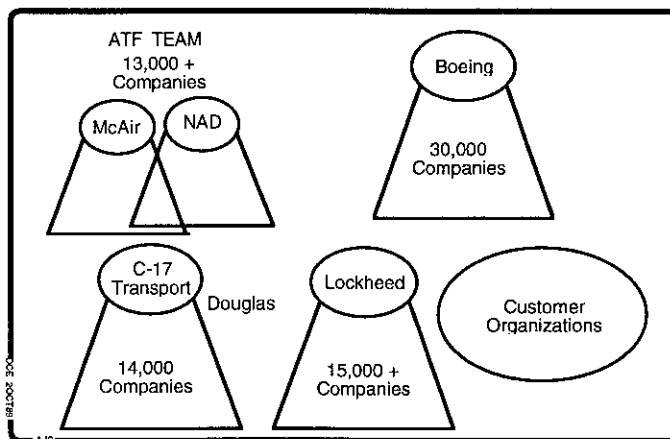 ATF TEAM
13,000 +
Companies
McAir
NAD
Boeing
30,000
Companies
C-17
Transport
Douglas
14,000
Companies
Lockheed
15,000 +
Companies
Customer
Organizations